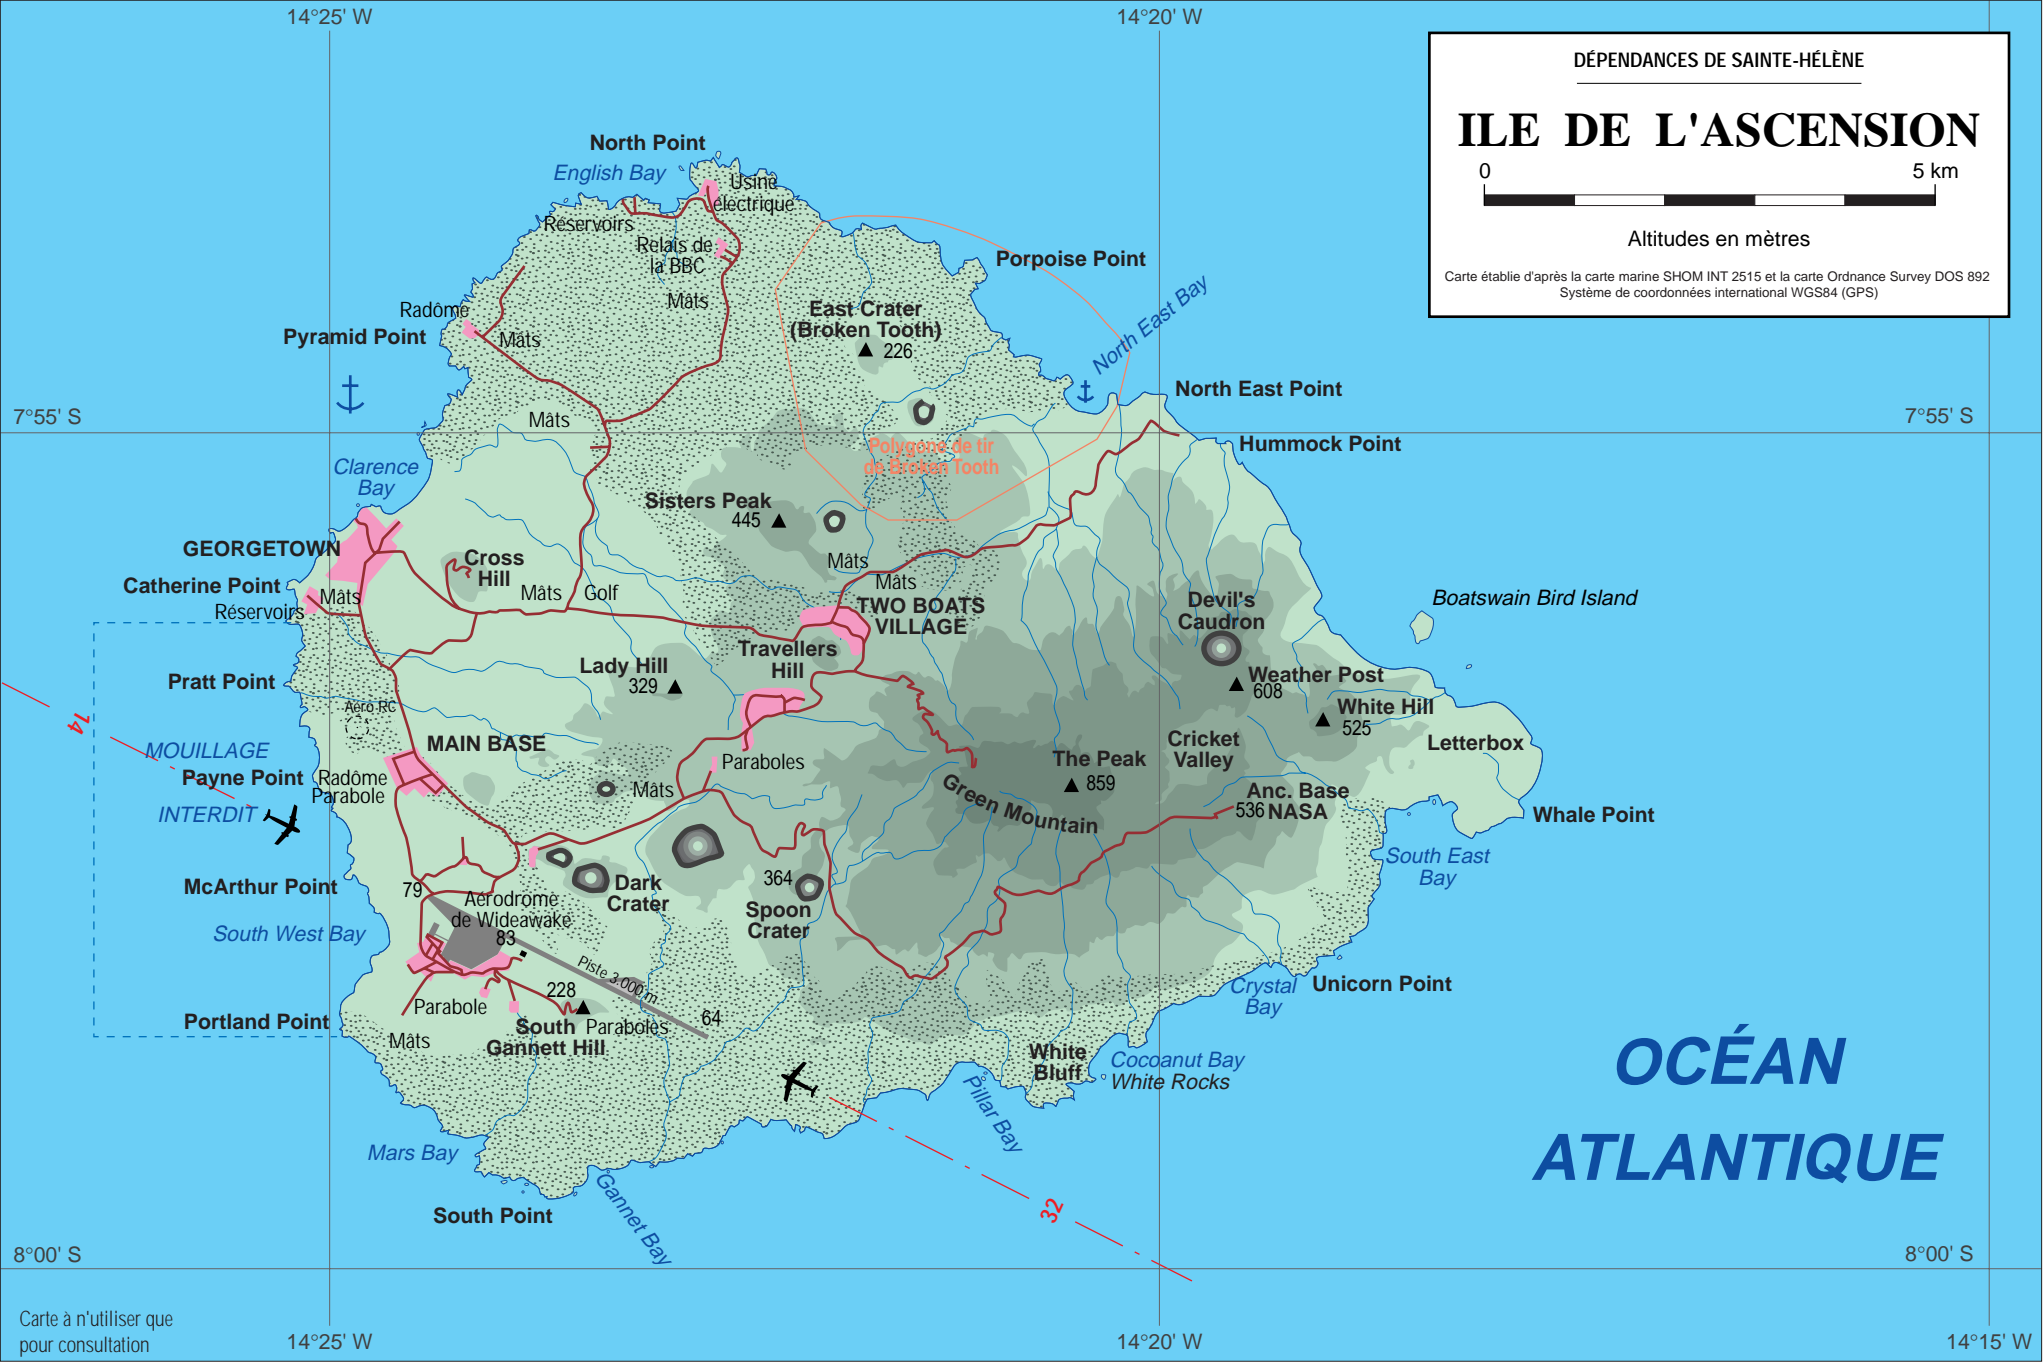 14°25' W
14°20' W
DÉPENDANCES DE SAINTE-HÉLÈNE
ILE DE L'ASCENSION
0
5 km
Altitudes en mètres
Carte établie d'après la carte marine SHOM INT 2515 et la carte Ordnance Survey DOS 892
Système de coordonnées international WGS84 (GPS)
North Point
English Bay
Usine
électrique
Réservoirs
Relais de
la BBC
Mâts
Porpoise Point
North East Bay
Radôme
Pyramid Point
Mâts
East Crater
(Broken Tooth)
226
North East Point
7°55' S
7°55' S
Mâts
Hummock Point
Polygone de tir
de Broken Tooth
Clarence
Bay
Sisters Peak
445
GEORGETOWN
Cross
Hill
Mâts
Mâts
Catherine Point
Mâts
Réservoirs
Mâts
Golf
TWO BOATS
VILLAGE
Devil's
Caudron
Boatswain Bird Island
Travellers
Hill
Lady Hill
329
Pratt Point
Weather Post
608
White Hill
525
14
Aéro RC
MOUILLAGE
MAIN BASE
Cricket
Valley
Letterbox
Payne Point
Radôme
Parabole
Paraboles
The Peak
859
INTERDIT
Mâts
Green Mountain
Anc. Base
NASA
536
Whale Point
South East
Bay
McArthur Point
79
Dark
Crater
364
Spoon
Crater
Aérodrome
de Wideawake
83
South West Bay
Piste 3.000 m
Crystal
Bay
Unicorn Point
228
Parabole
Portland Point
64
South
Gannett Hill
Paraboles
Mâts
White
Bluff
Cocoanut Bay
White Rocks
OCÉAN
ATLANTIQUE
Pillar Bay
Mars Bay
Gannet Bay
South Point
32
8°00' S
8°00' S
Carte à n'utiliser que
pour consultation
14°25' W
14°20' W
14°15' W